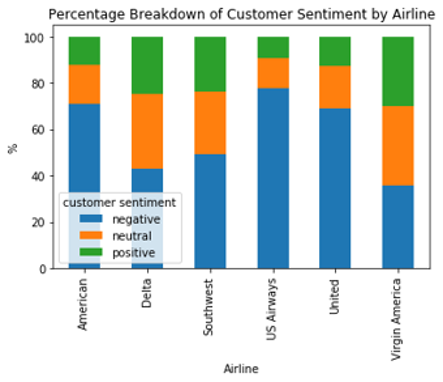 Percentage Breakdown of Customer Sentiment by Airline
100
80
60
40
20
0
%
customer sentiment
negative
neutral
positive
American
Delta
Southwest
US Airways
United
Virgin America
Airline